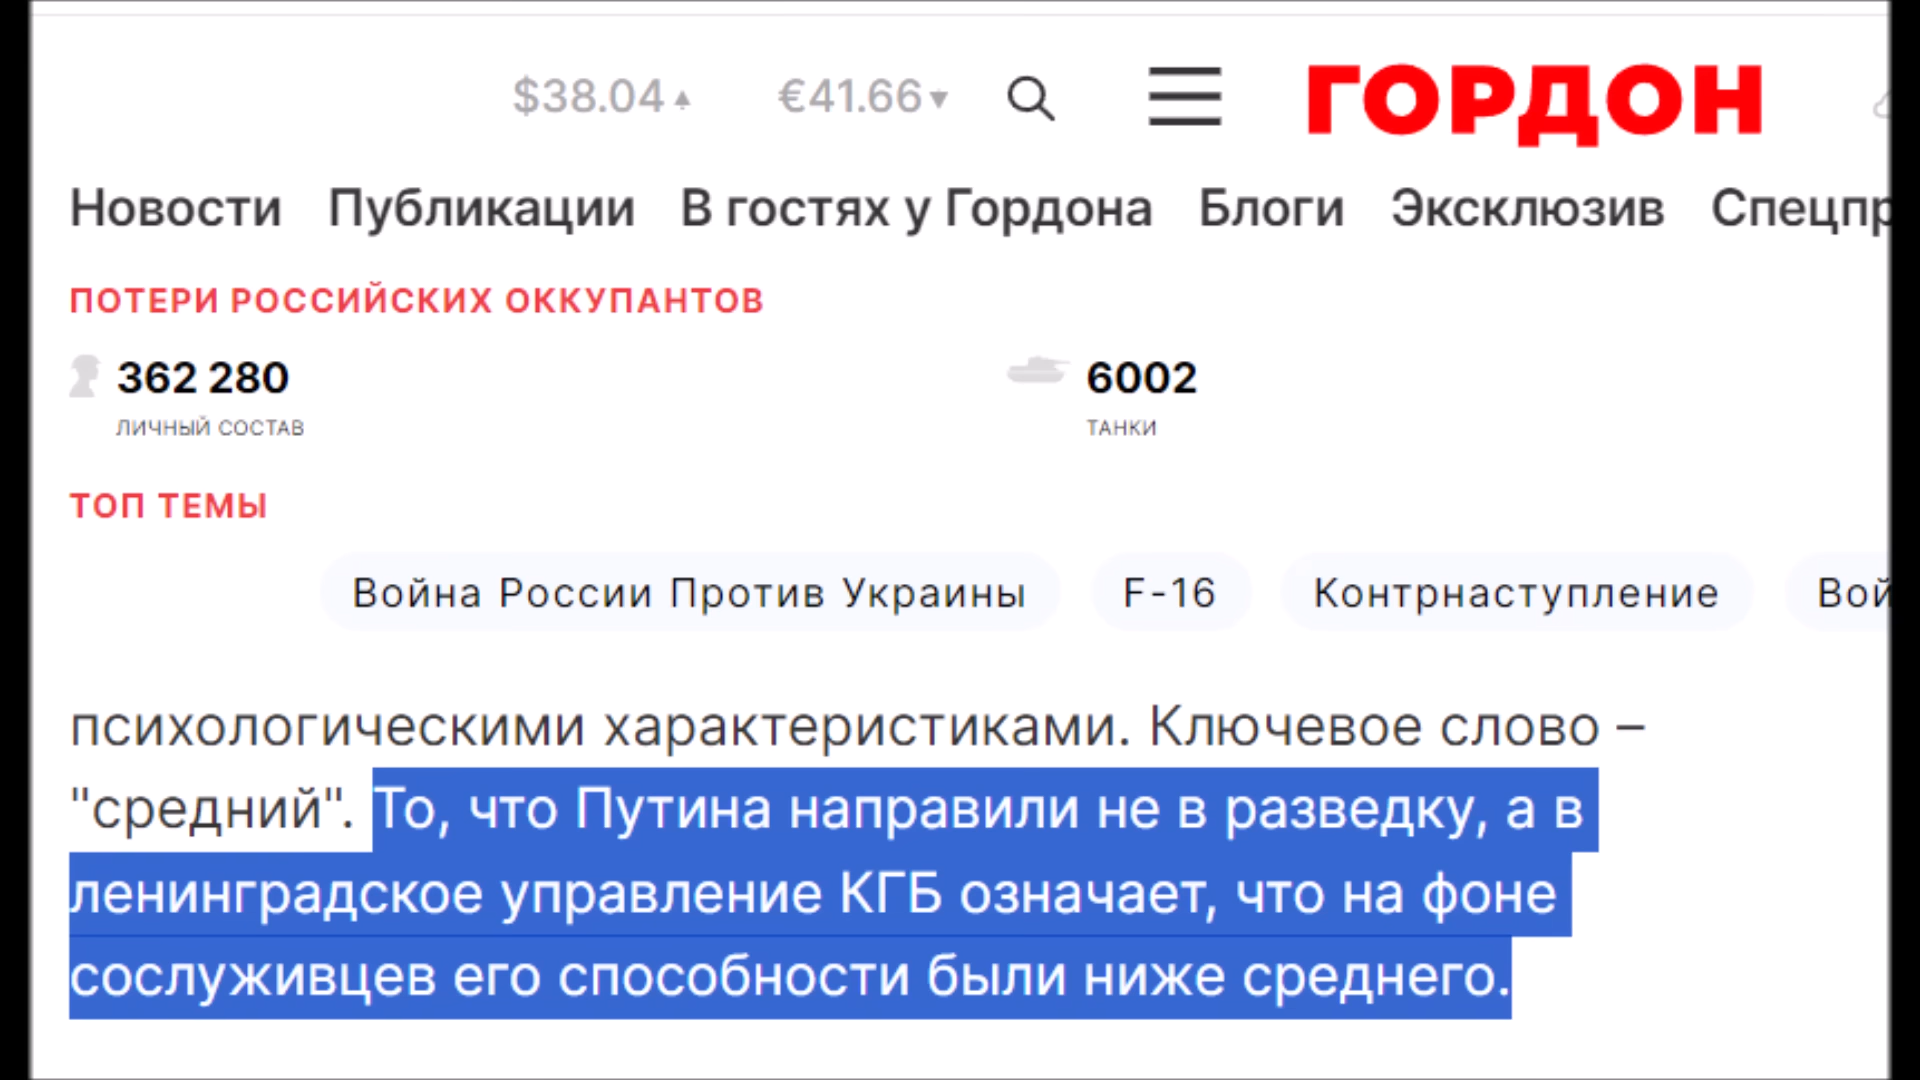 $38.04 ▲ €41.66 ▼ ГОРДОН
Новости Публикации В гостях у Гордона Блоги Эксклюзив Спецпр
ПОТЕРИ РОССИЙСКИХ ОККУПАНТОВ
362 280 6002
ЛИЧНЫЙ СОСТАВ ТАНКИ
ТОП ТЕМЫ
Война России Против Украины F-16 Контрнаступление Вой
психологическими характеристиками. Ключевое слово –
"средний". То, что Путина направили не в разведку, а в
ленинградское управление КГБ означает, что на фоне
сослуживцев его способности были ниже среднего.